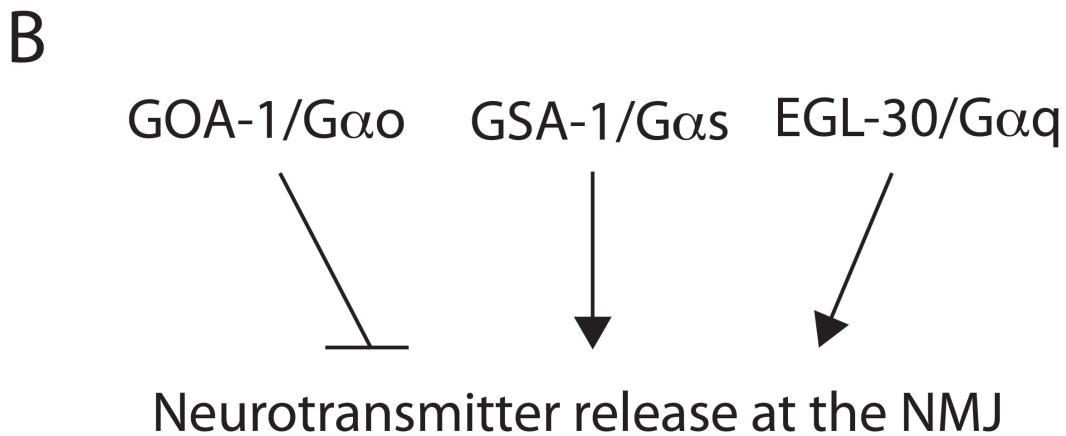 B
GOA-1/Gαo GSA-1/Gαs EGL-30/Gαq
Neurotransmitter release at the NMJ